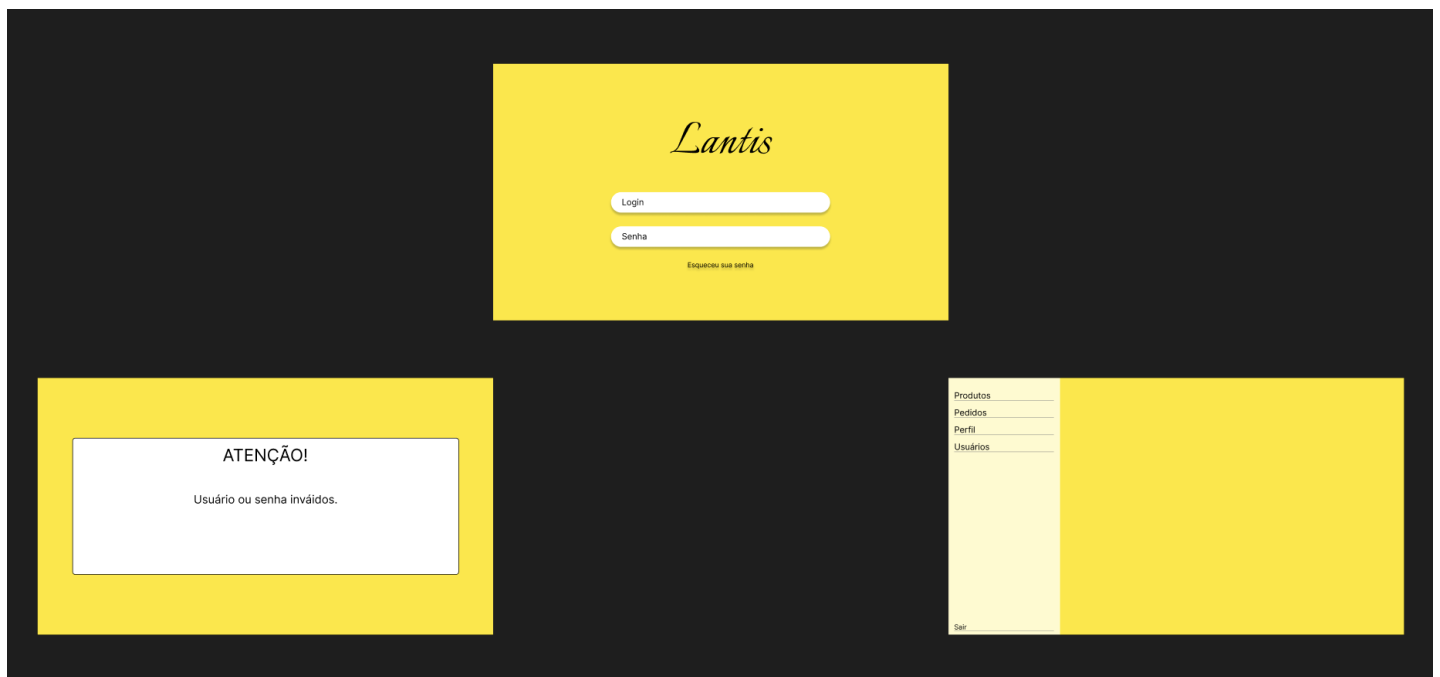 Lantis
Login
Senha
Esqueceu sua senha
ATENÇÃO!
Usuário ou senha inváidos.
Produtos
Pedidos
Perfil
Usuários
Sair